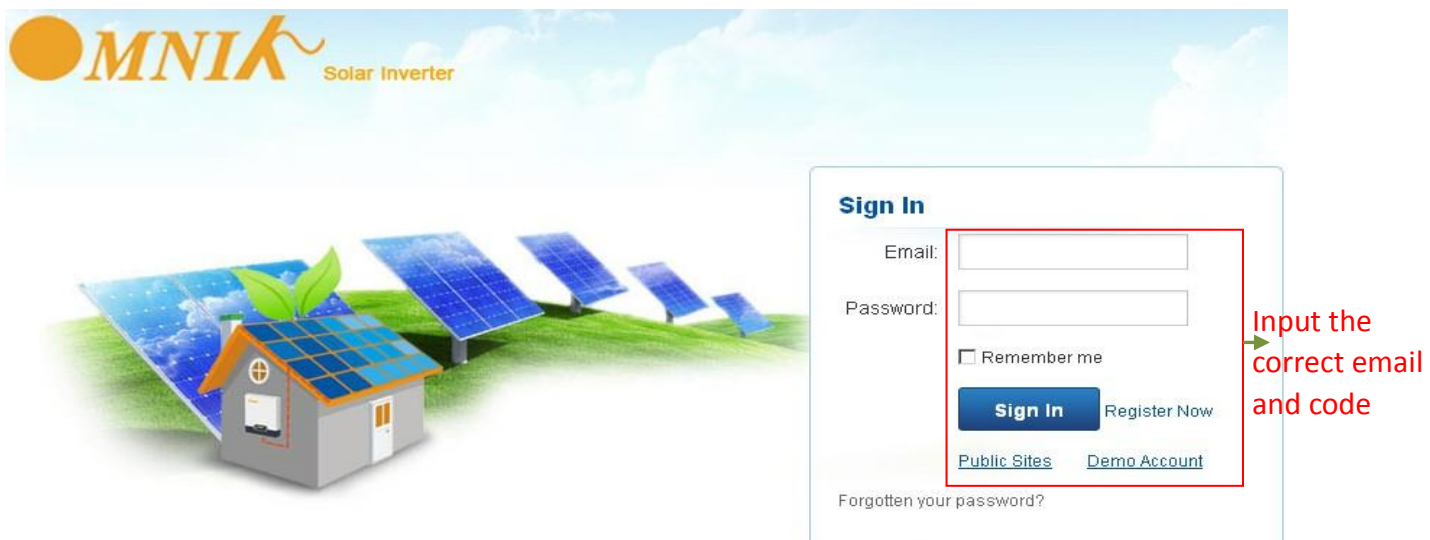 OMNIK
Solar Inverter
Sign In
Email:
Password:
Remember me
Sign In Register Now
Public Sites Demo Account
Forgotten your password?
Input the
correct email
and code